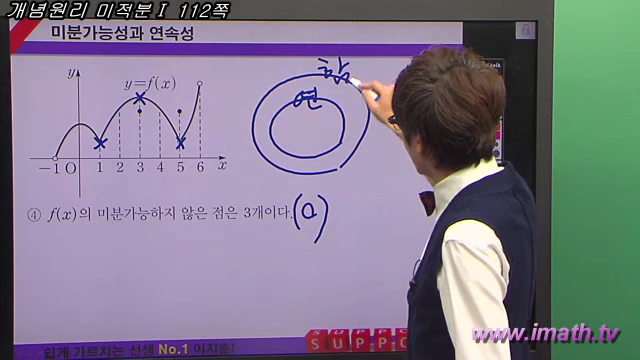 개념원리 미적분Ⅰ 112쪽
미분가능성과 연속성
y
y=f(x)
함
연
-1 O 1 2 3 4 5 6 x
④ f(x)의 미분가능하지 않은 점은 3개이다. (O)
쉽게 가르치는 선생 No.1 이지훈!
SUPPO
www.imath.tv